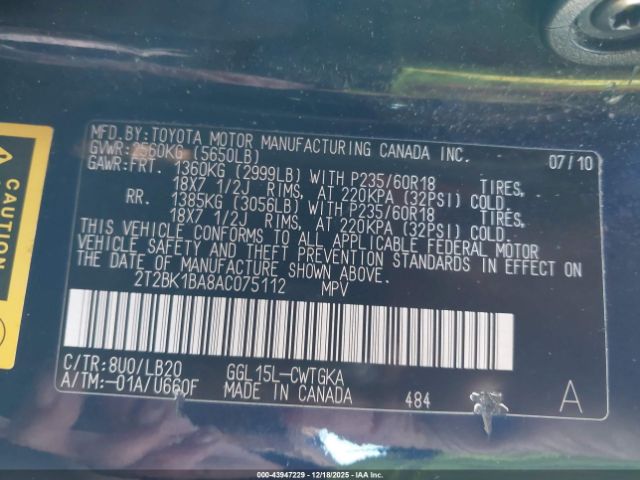 MFD.BY:TOYOTA MOTOR MANUFACTURING CANADA INC. 07/10
GVWR:2560KG (5650LB)
GAWR:FRT. 1360KG (2999LB) WITH P235/60R18 TIRES,
18X7 1/2J RIMS, AT 220KPA (32PSI) COLD.
RR. 1385KG (3056LB) WITH P235/60R18 TIRES,
18X7 1/2J RIMS, AT 220KPA (32PSI) COLD.
THIS VEHICLE CONFORMS TO ALL APPLICABLE FEDERAL MOTOR
VEHICLE SAFETY AND THEFT PREVENTION STANDARDS IN EFFECT ON
THE DATE OF MANUFACTURE SHOWN ABOVE.
2T2BK1BA8AC075112 MPV
C/TR:8U0/LB20 GGL15L-CWTGKA
A/TM:-01A/U660F MADE IN CANADA 484 A
CAUTION
000-43947229 - 12/18/2025 - IAAI.CA